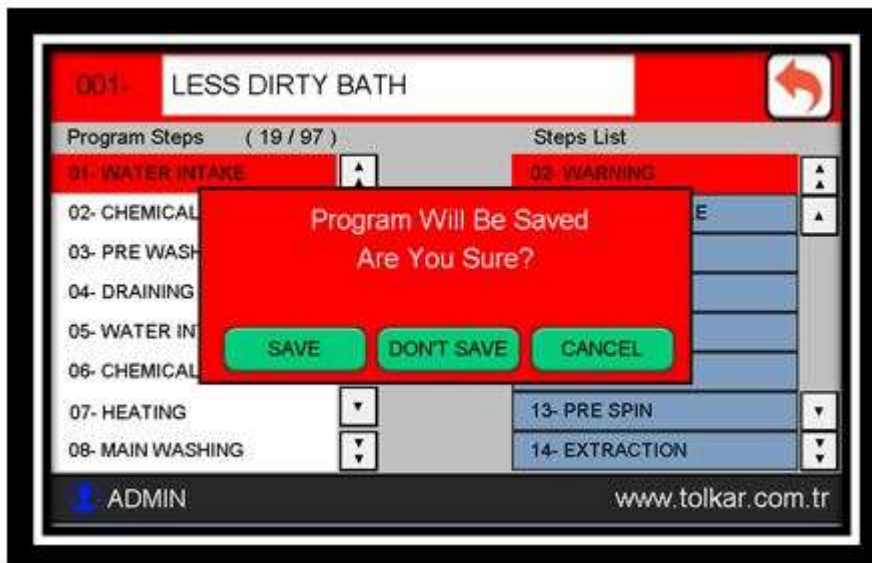 001- LESS DIRTY BATH
Program Steps ( 19 / 97 ) Steps List
01- WATER INTAKE 02- WARNING
02- CHEMICAL E
03- PRE WASH
04- DRAINING
05- WATER IN
06- CHEMICAL
07- HEATING 13- PRE SPIN
08- MAIN WASHING 14- EXTRACTION
Program Will Be Saved
Are You Sure?
SAVE DON'T SAVE CANCEL
ADMIN www.tolkar.com.tr